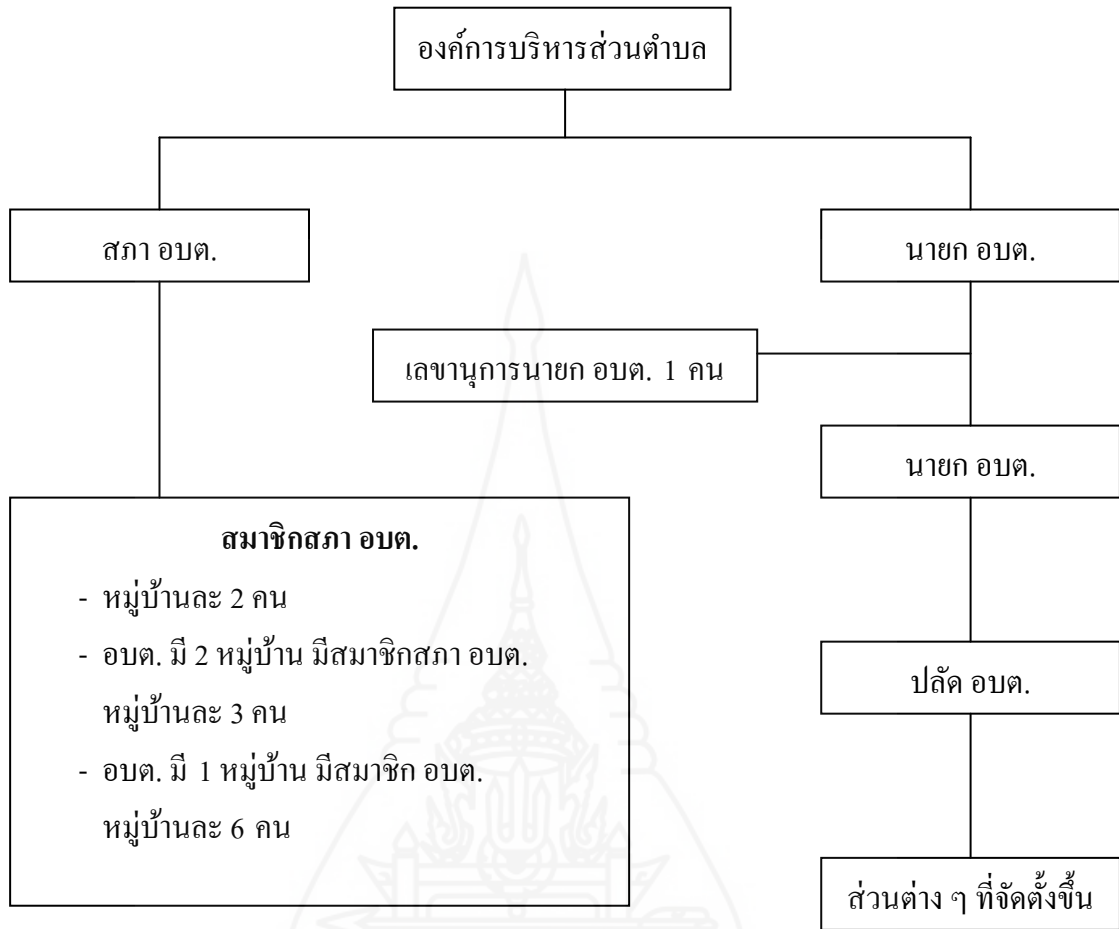 องค์การบริหารส่วนตำบล
สภา อบต.
นายก อบต.
เลขานุการนายก อบต. 1 คน
นายก อบต.
สมาชิกสภา อบต.
- หมู่บ้านละ 2 คน
- อบต. มี 2 หมู่บ้าน มีสมาชิกสภา อบต.
หมู่บ้านละ 3 คน
- อบต. มี 1 หมู่บ้าน มีสมาชิก อบต.
หมู่บ้านละ 6 คน
ปลัด อบต.
ส่วนต่าง ๆ ที่จัดตั้งขึ้น